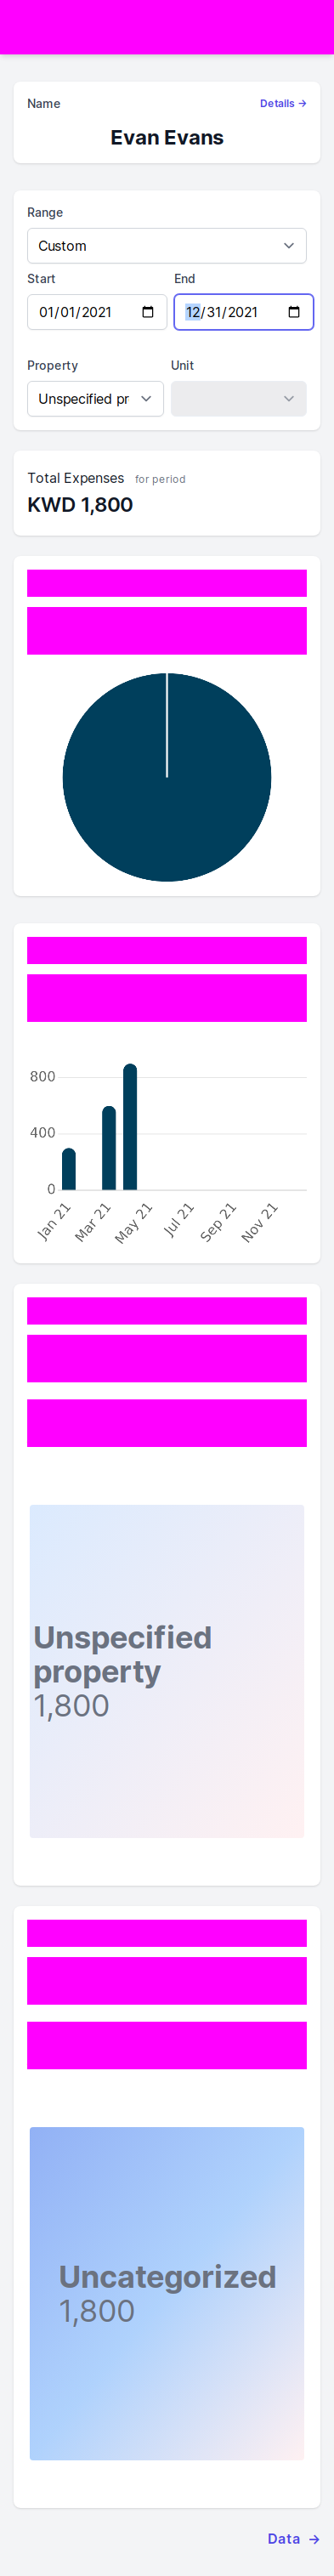 Name
Details →
Evan Evans
Range
Custom
Start
End
01/01/2021
12/31/2021
Property
Unit
Unspecified pr
Total Expenses for period
KWD 1,800
800
400
0
Jan 21
Mar 21
May 21
Jul 21
Sep 21
Nov 21
Unspecified
property
1,800
Uncategorized
1,800
Data →